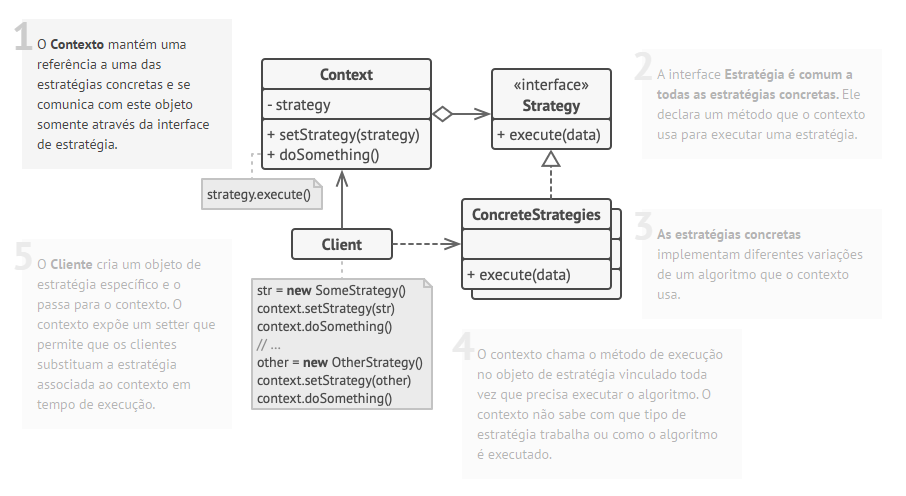 1
O Contexto mantém uma
referência a uma das
estratégias concretas e se
comunica com este objeto
somente através da interface
de estratégia.
Context
- strategy
+ setStrategy(strategy)
+ doSomething()
strategy.execute()
«interface»
Strategy
+ execute(data)
2
A interface Estratégia é comum a
todas as estratégias concretas. Ele
declara um método que o contexto
usa para executar uma estratégia.
ConcreteStrategies
+ execute(data)
3
As estratégias concretas
implementam diferentes variações
de um algoritmo que o contexto
usa.
Client
str = new SomeStrategy()
context.setStrategy(str)
context.doSomething()
// ...
other = new OtherStrategy()
context.setStrategy(other)
context.doSomething()
4
O contexto chama o método de execução
no objeto de estratégia vinculado toda
vez que precisa executar o algoritmo. O
contexto não sabe com que tipo de
estratégia trabalha ou como o algoritmo
é executado.
5
O Cliente cria um objeto de
estratégia específico e o
passa para o contexto. O
contexto expõe um setter que
permite que os clientes
substituam a estratégia
associada ao contexto em
tempo de execução.